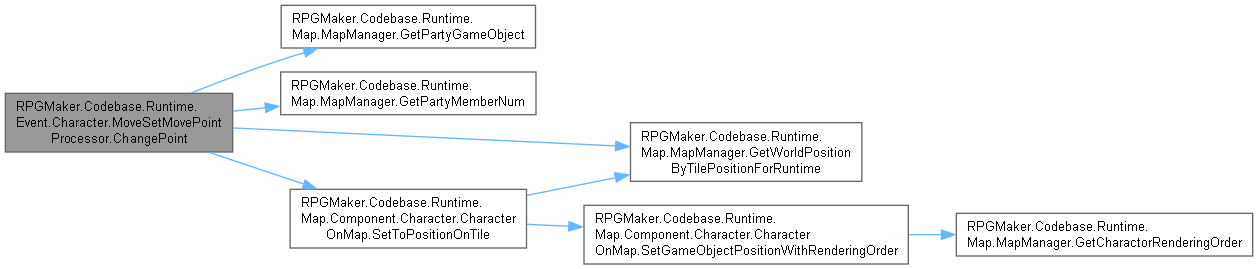 RPGMaker.Codebase.Runtime.
Map.MapManager.GetPartyGameObject
RPGMaker.Codebase.Runtime.
Map.MapManager.GetPartyMemberNum
RPGMaker.Codebase.Runtime.
Event.Character.MoveSetMovePoint
Processor.ChangePoint
RPGMaker.Codebase.Runtime.
Map.MapManager.GetWorldPosition
ByTilePositionForRuntime
RPGMaker.Codebase.Runtime.
Map.Component.Character.Character
OnMap.SetToPositionOnTile
RPGMaker.Codebase.Runtime.
Map.Component.Character.Character
OnMap.SetGameObjectPositionWithRenderingOrder
RPGMaker.Codebase.Runtime.
Map.MapManager.GetCharactorRenderingOrder